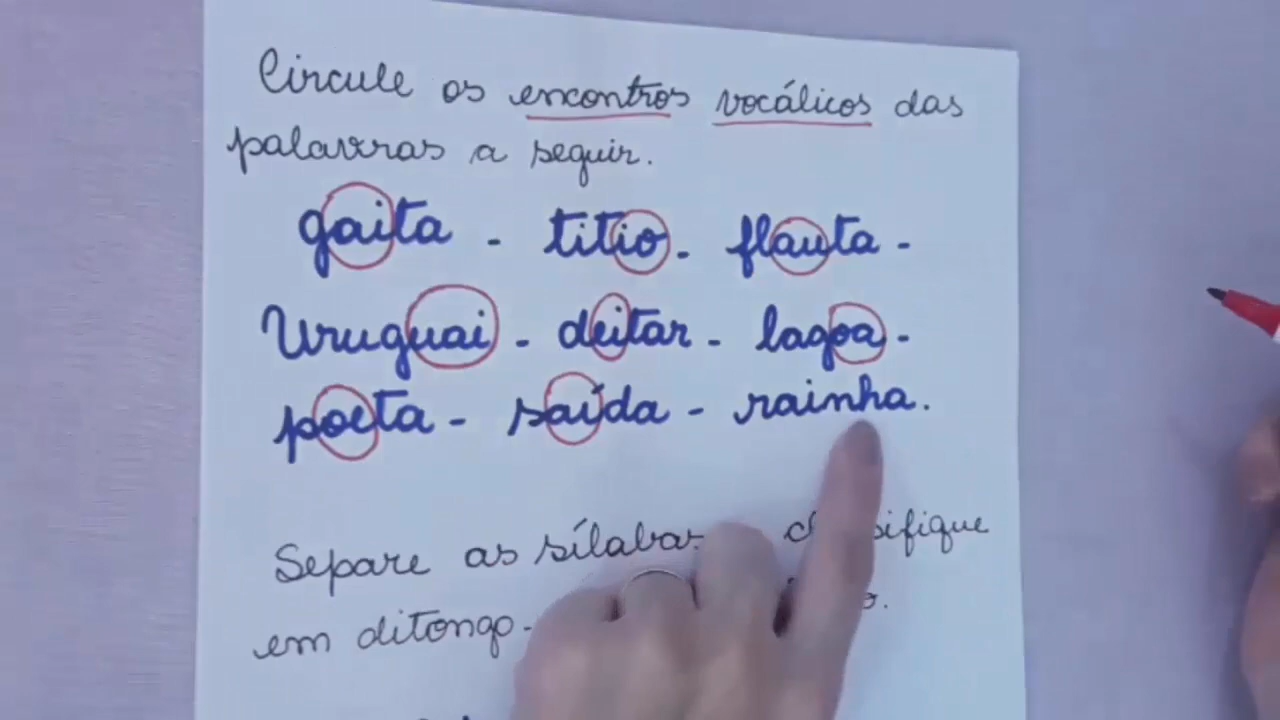 Circule os encontros vocálicos das
palavras a seguir.
gaita - titio - flauta -
Uruguai - deitar - lagoa -
poeta - saída - rainha.
Separe as sílabas
em ditongo -